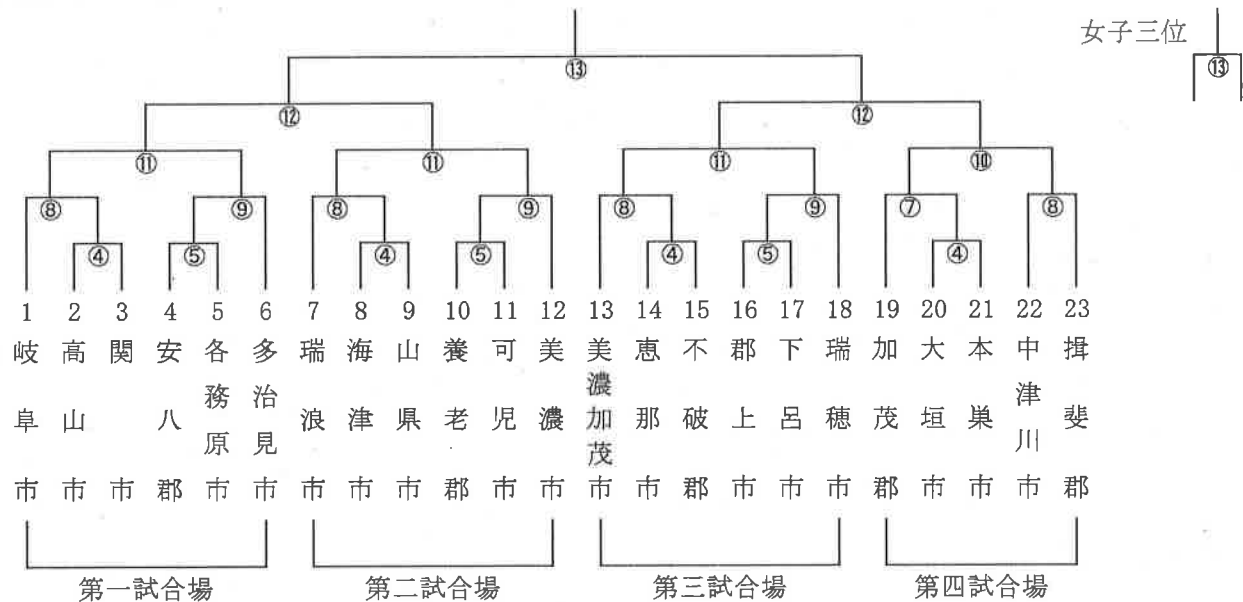 女子三位
⑬ ⑬
⑫ ⑫
⑪ ⑪ ⑪ ⑩
⑧ ⑨ ⑧ ⑨ ⑧ ⑨ ⑦ ⑧
④ ⑤ ④ ⑤ ④ ⑤ ④
1 2 3 4 5 6 7 8 9 10 11 12 13 14 15 16 17 18 19 20 21 22 23
岐阜市
高山市
関市
安八郡
各務原市
多治見市
瑞浪市
海津市
山県市
養老郡
可児市
美濃市
美濃加茂市
恵那市
不破郡
郡上市
下呂市
瑞穂市
加茂郡
大垣市
本巣市
中津川市
揖斐郡
第一試合場 第二試合場 第三試合場 第四試合場